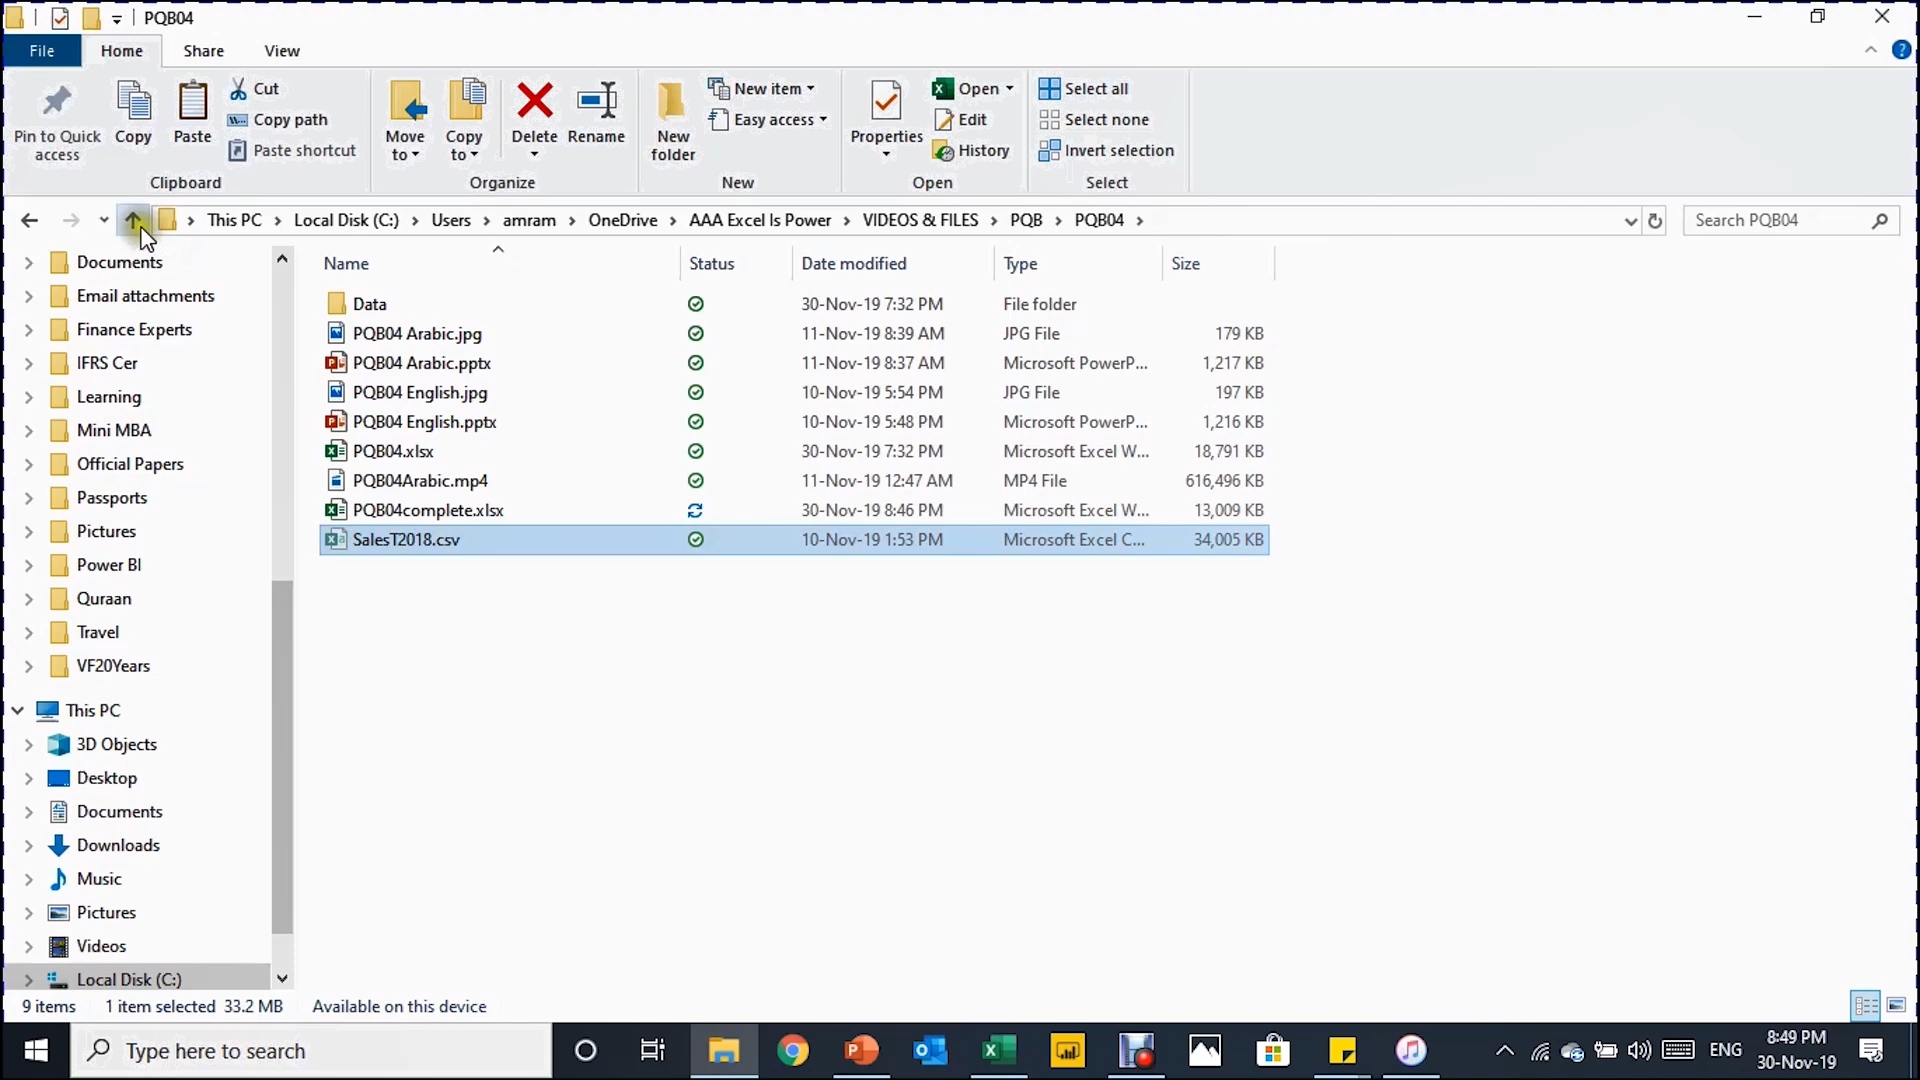 PQB04
File Home Share View
Pin to Quick access
Copy
Paste
Cut
Copy path
Paste shortcut
Clipboard
Move to
Copy to
Delete
Rename
Organize
New folder
New item
Easy access
New
Properties
Open
Edit
History
Open
Select all
Select none
Invert selection
Select
This PC Local Disk (C:) Users amram OneDrive AAA Excel Is Power VIDEOS & FILES PQB PQB04
Search PQB04
Documents
Email attachments
Finance Experts
IFRS Cer
Learning
Mini MBA
Official Papers
Passports
Pictures
Power BI
Quraan
Travel
VF20Years
This PC
3D Objects
Desktop
Documents
Downloads
Music
Pictures
Videos
Local Disk (C:)
Name Status Date modified Type Size
Data 30-Nov-19 7:32 PM File folder
PQB04 Arabic.jpg 11-Nov-19 8:39 AM JPG File 179 KB
PQB04 Arabic.pptx 11-Nov-19 8:37 AM Microsoft PowerP... 1,217 KB
PQB04 English.jpg 10-Nov-19 5:54 PM JPG File 197 KB
PQB04 English.pptx 10-Nov-19 5:48 PM Microsoft PowerP... 1,216 KB
PQB04.xlsx 30-Nov-19 7:32 PM Microsoft Excel W... 18,791 KB
PQB04Arabic.mp4 11-Nov-19 12:47 AM MP4 File 616,496 KB
PQB04complete.xlsx 30-Nov-19 8:46 PM Microsoft Excel W... 13,009 KB
SalesT2018.csv 10-Nov-19 1:53 PM Microsoft Excel C... 34,005 KB
9 items 1 item selected 33.2 MB Available on this device
Type here to search
ENG
8:49 PM
30-Nov-19